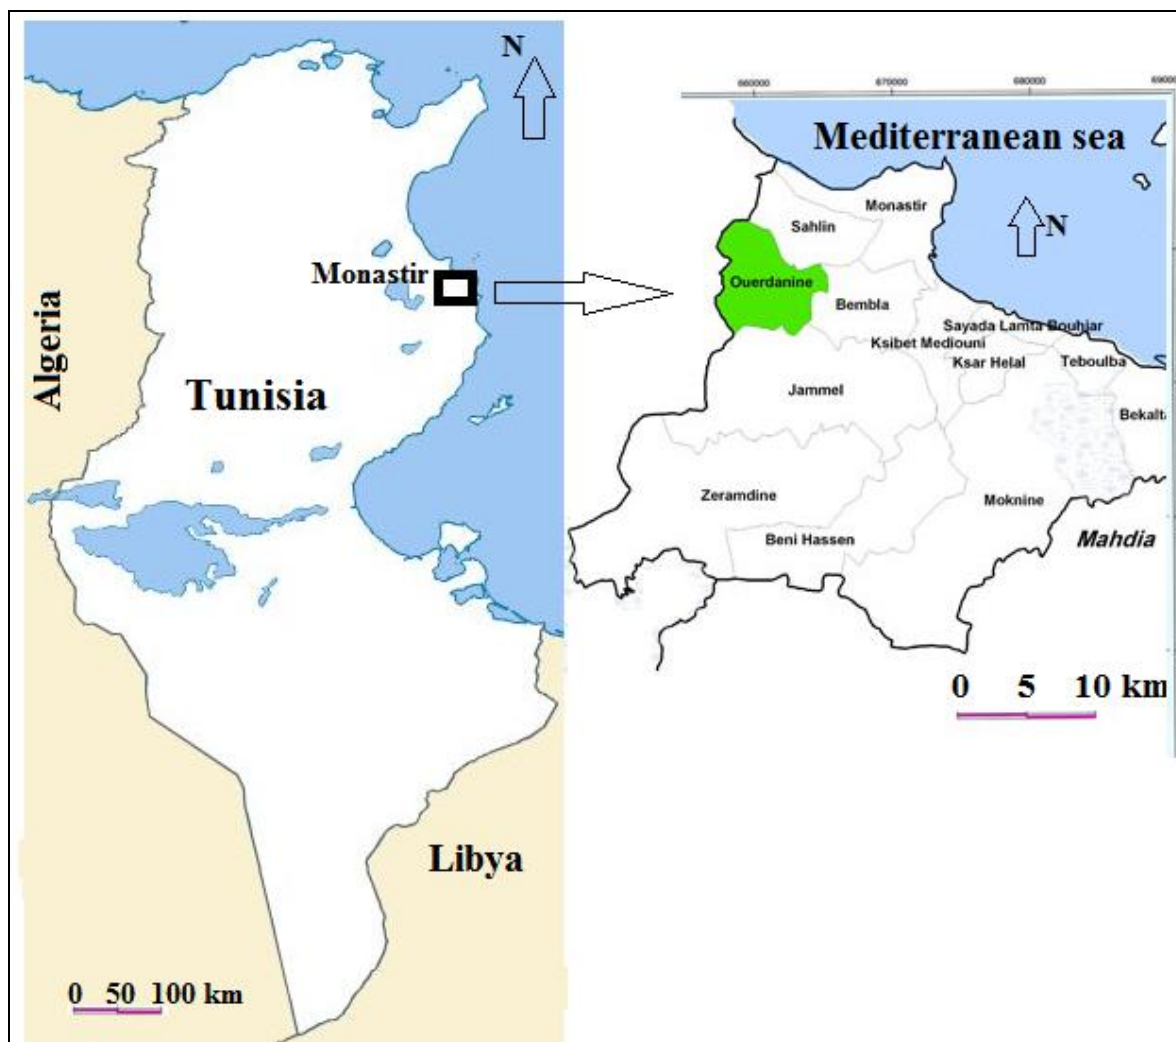 N
Monastir
Algeria
Tunisia
Libya
0 50 100 km
660000 670000 680000 690000
Mediterranean sea
N
Monastir
Sahlin
Ouerdanine
Bembla
Sayada Lamta Bouhjar
Ksibet Mediouni
Ksar Helal
Teboulba
Jammel
Bekalta
Zeramdine
Moknine
Beni Hassen
Mahdia
0 5 10 km